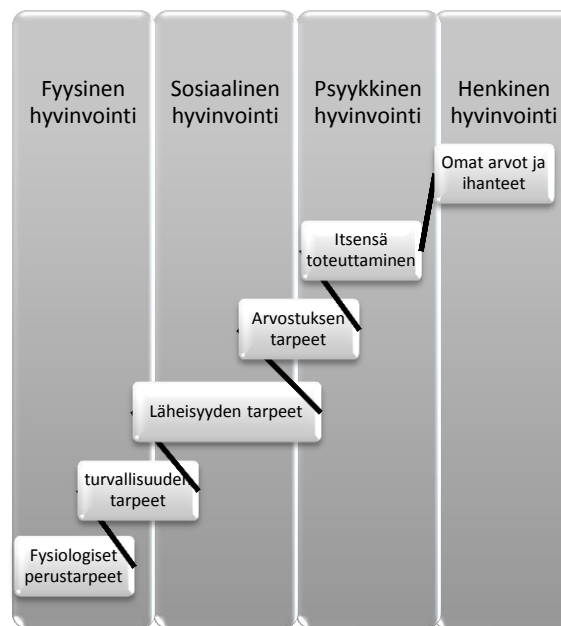 Fyysinen
hyvinvointi
Sosiaalinen
hyvinvointi
Psyykkinen
hyvinvointi
Henkinen
hyvinvointi
Omat arvot ja
ihanteet
Itsensä
toteuttaminen
Arvostuksen
tarpeet
Läheisyyden tarpeet
turvallisuuden
tarpeet
Fysiologiset
perustarpeet